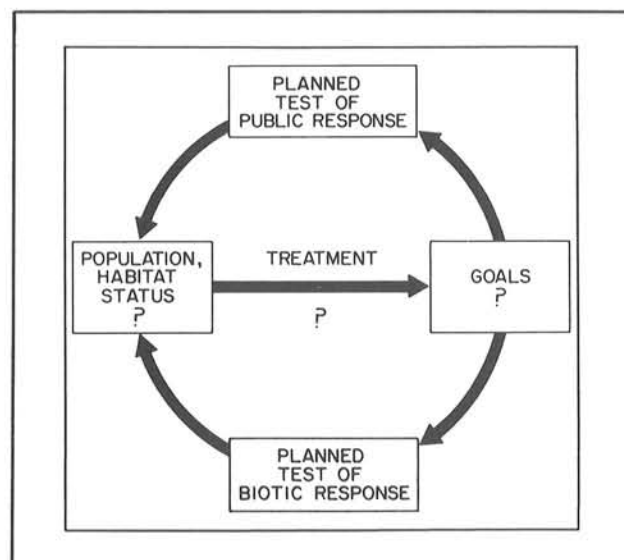 PLANNED
TEST OF
PUBLIC RESPONSE
POPULATION,
HABITAT
STATUS
?
TREATMENT
?
GOALS
?
PLANNED
TEST OF
BIOTIC RESPONSE